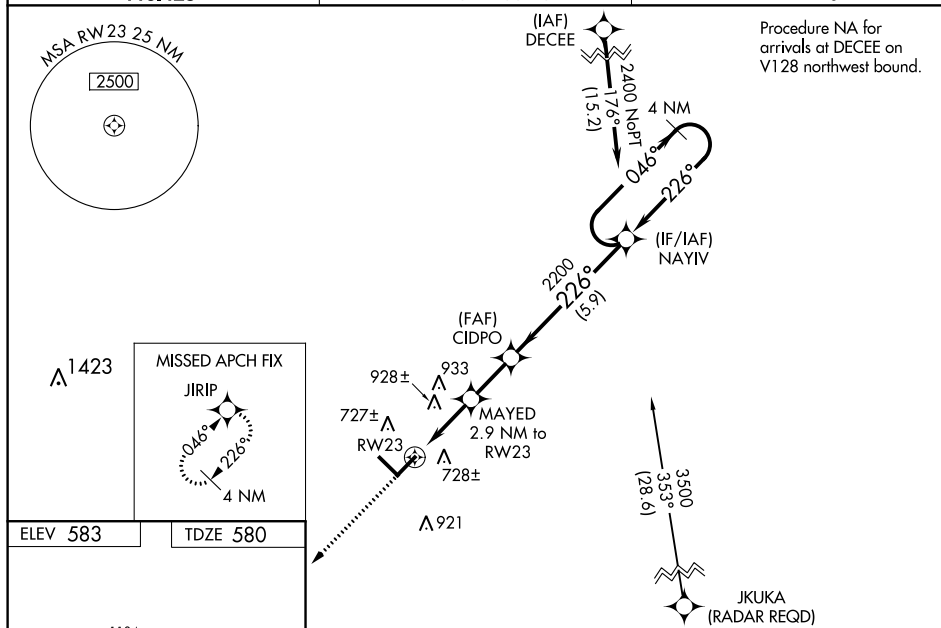 MSA RW 23 25 NM
2500
(IAF)
DECEE
Procedure NA for
arrivals at DECEE on
V128 northwest bound.
2400 NoPT
176°
(15.2)
4 NM
046°
226°
(IF/IAF)
NAYIV
2200
226°
(5.9)
(FAF)
CIDPO
1423
MISSED APCH FIX
JIRIP
046°
226°
4 NM
928±
933
727±
MAYED
2.9 NM to
RW23
RW23
728±
921
3500
353°
(28.6)
JKUKA
(RADAR REQD)
ELEV 583
TDZE 580